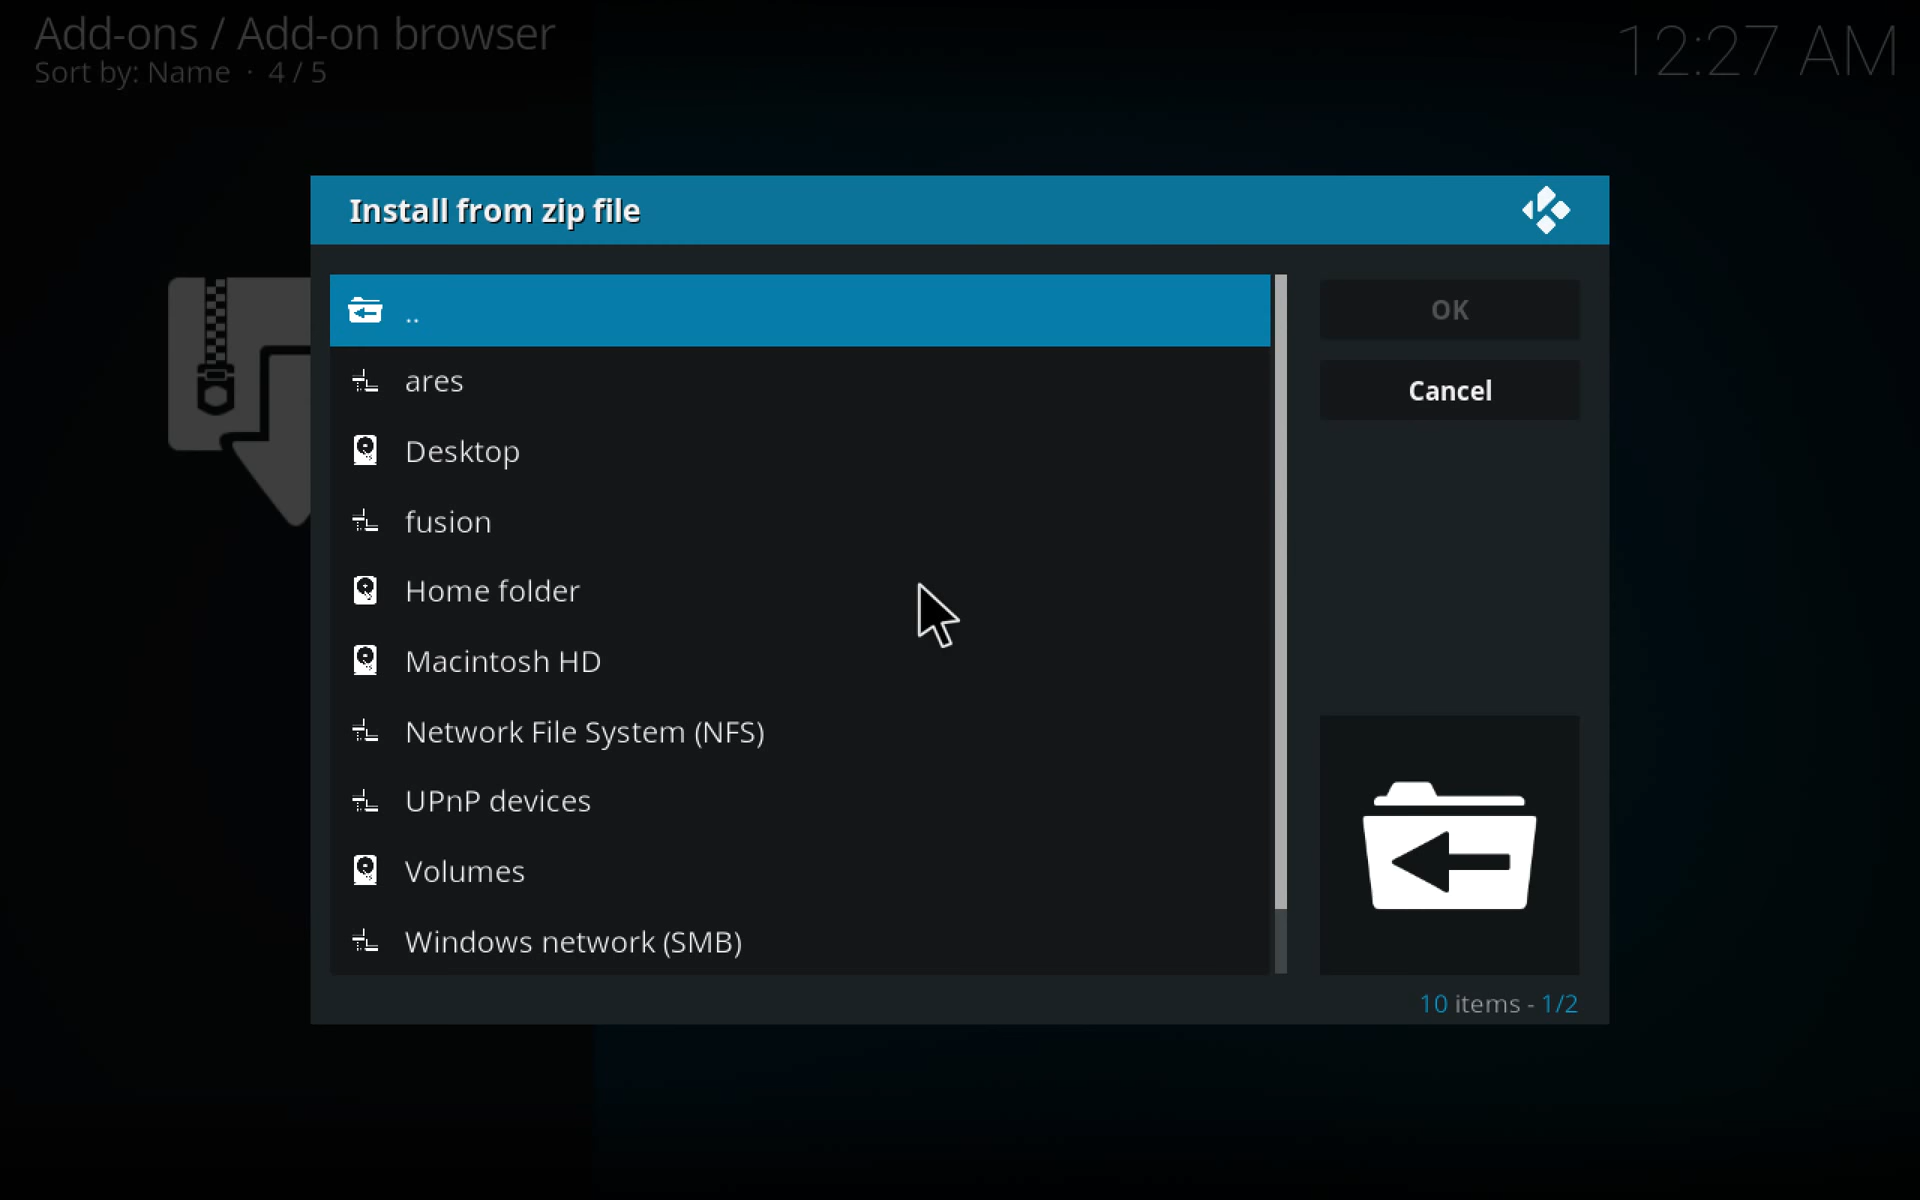 Add-ons / Add-on browser
Sort by: Name · 4 / 5
12:27 AM
Install from zip file
..
ares
Desktop
fusion
Home folder
Macintosh HD
Network File System (NFS)
UPnP devices
Volumes
Windows network (SMB)
OK
Cancel
10 items - 1/2